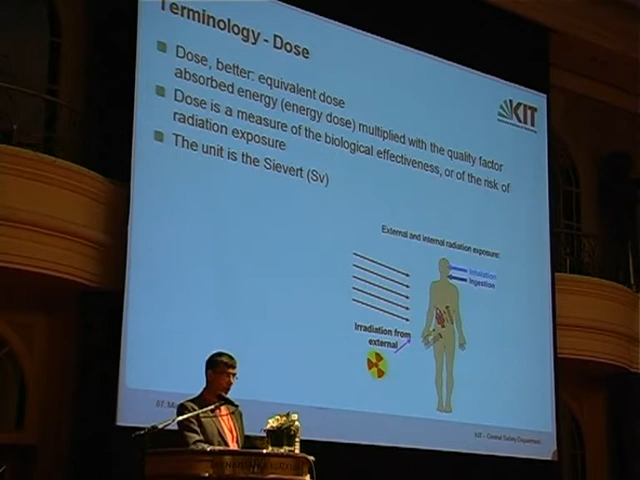 Terminology - Dose
Dose, better: equivalent dose
absorbed energy (energy dose) multiplied with the quality factor
Dose is a measure of the biological effectiveness, or of the risk of
radiation exposure
The unit is the Sievert (Sv)
KIT
External and internal radiation exposure:
Inhalation
Ingestion
Irradiation from
external
KIT – Central Safety Department